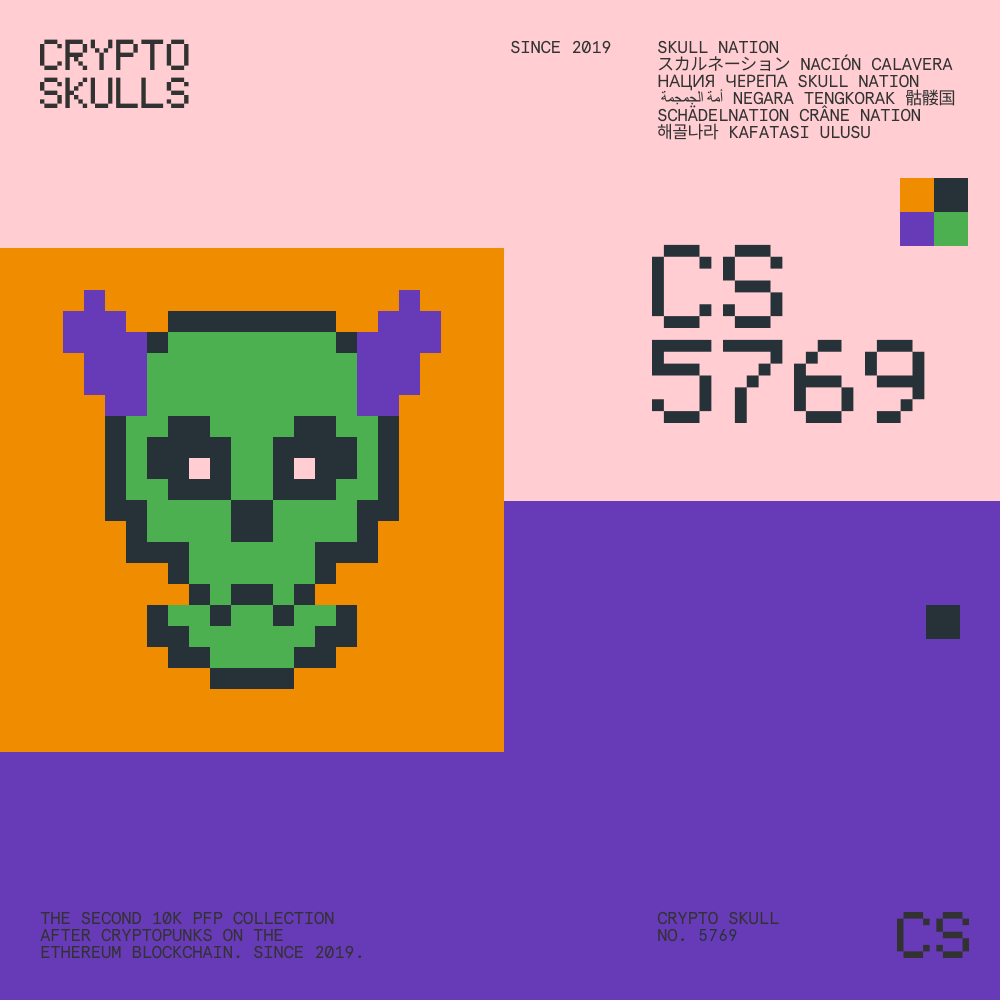 CRYPTO
SKULLS
SINCE 2019
SKULL NATION
スカルネーション NACIÓN CALAVERA
НАЦИЯ ЧЕРЕПА SKULL NATION
أمة الجمجمة NEGARA TENGKORAK 骷髅国
SCHÄDELNATION CRÂNE NATION
해골나라 KAFATASI ULUSU
CS
5769
THE SECOND 10K PFP COLLECTION
AFTER CRYPTOPUNKS ON THE
ETHEREUM BLOCKCHAIN. SINCE 2019.
CRYPTO SKULL
NO. 5769
CS